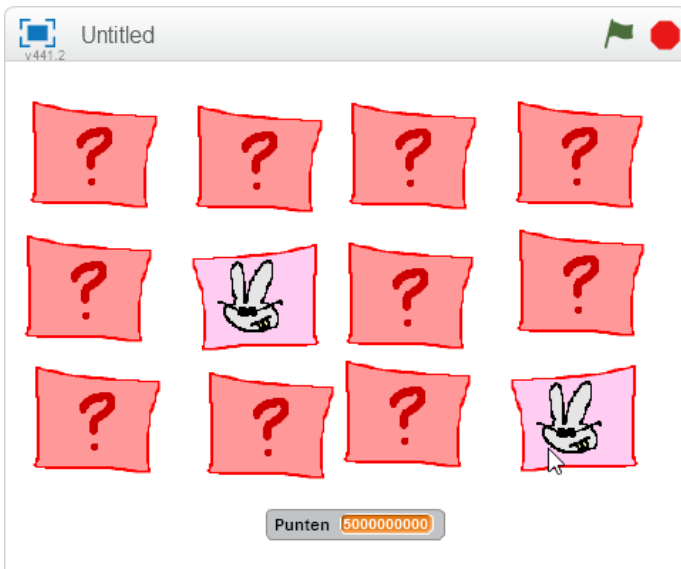 Untitled
v441.2
? ? ? ?
? ? ?
? ? ?
Punten 5000000000